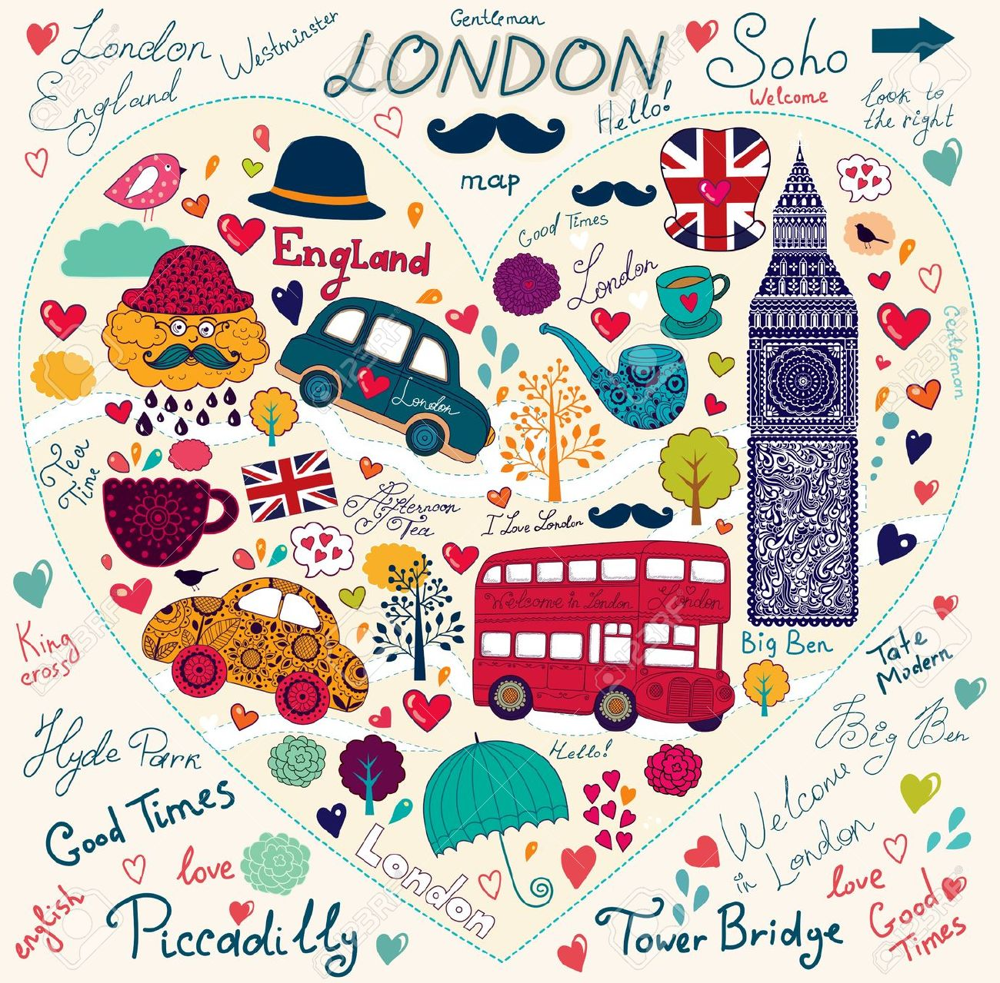 Gentleman
London
Westminster
England
LONDON
Soho
Welcome
look to
the right
Hello!
map
Good Times
England
London
Gentlemon
London
Tea
Time
Afternoon
Tea
I Love London
Welcome in London
London
Big Ben
King
cross
Tate
Modern
Hyde Park
Hello!
Big Ben
Good Times
Welcome
in London
London
love
love
Good
Times
english
Piccadilly
Tower Bridge
123RF